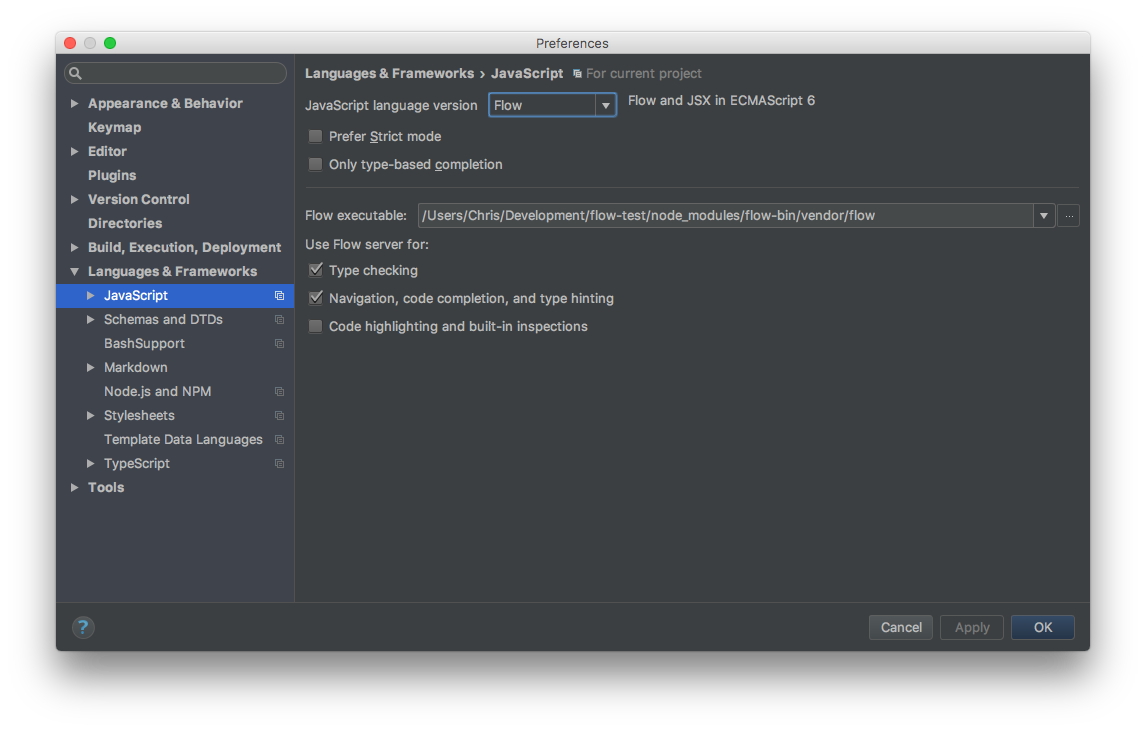 Preferences
Languages & Frameworks › JavaScript For current project
Appearance & Behavior
Keymap
Editor
Plugins
Version Control
Directories
Build, Execution, Deployment
Languages & Frameworks
JavaScript
Schemas and DTDs
BashSupport
Markdown
Node.js and NPM
Stylesheets
Template Data Languages
TypeScript
Tools
JavaScript language version Flow Flow and JSX in ECMAScript 6
Prefer Strict mode
Only type-based completion
Flow executable: /Users/Chris/Development/flow-test/node_modules/flow-bin/vendor/flow ...
Use Flow server for:
Type checking
Navigation, code completion, and type hinting
Code highlighting and built-in inspections
? Cancel Apply OK